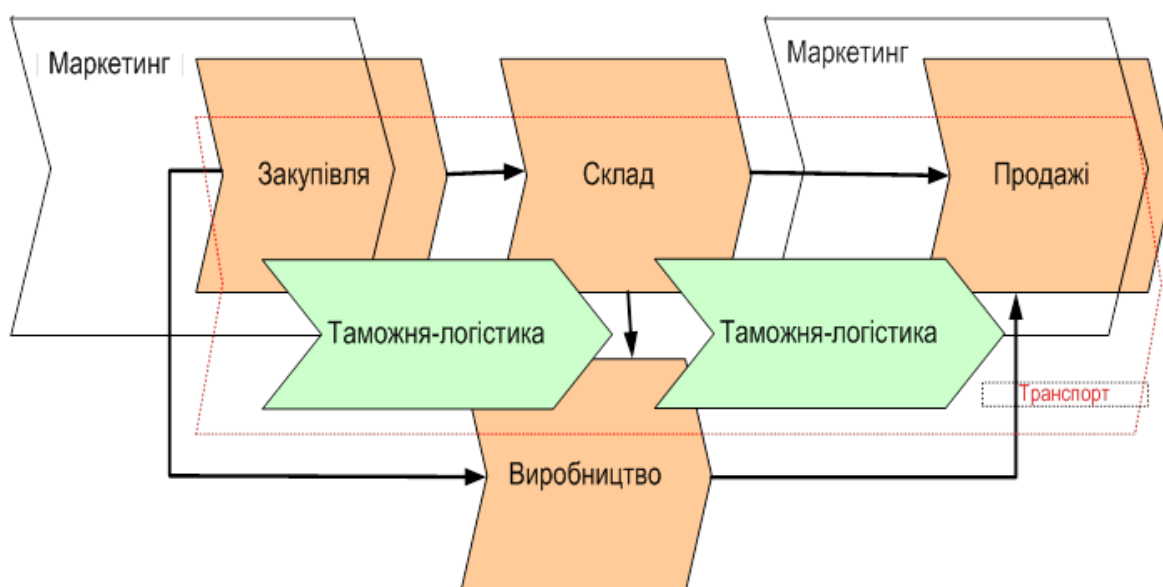 Маркетинг
Маркетинг
Закупівля
Склад
Продажі
Таможня-логістика
Таможня-логістика
Транспорт
Виробництво